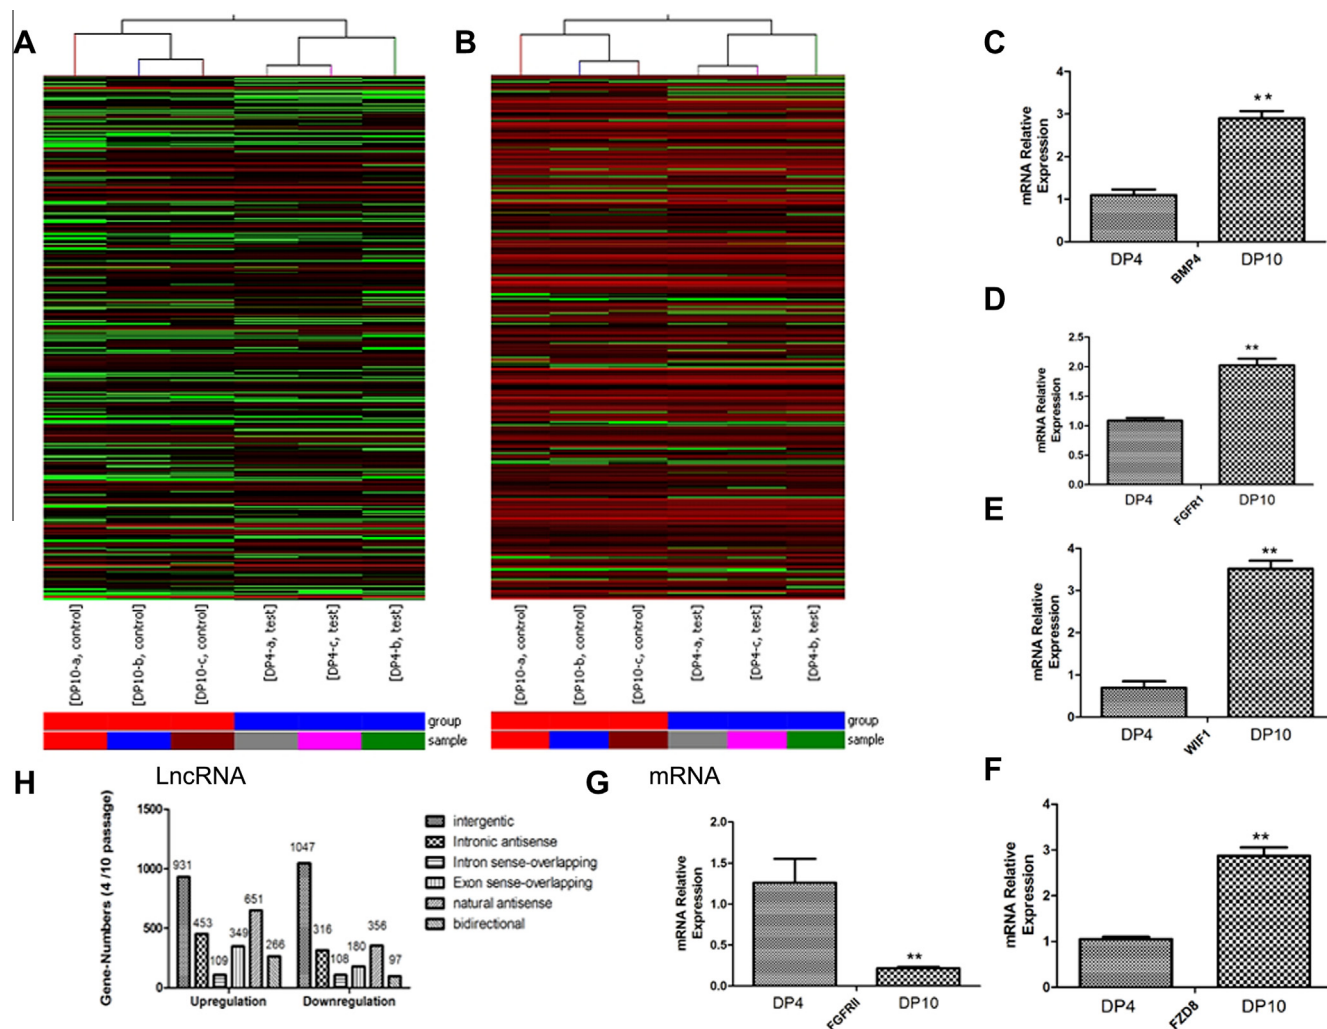 A
[DP10-a, control]
[DP10-b, control]
[DP10-c, control]
[DP4-a, test]
[DP4-c, test]
[DP4-b, test]
group
sample
LncRNA
B
[DP10-a, control]
[DP10-b, control]
[DP10-c, control]
[DP4-a, test]
[DP4-c, test]
[DP4-b, test]
group
sample
mRNA
C
mRNA Relative
Expression
4
3
2
1
0
**
DP4
BMP4
DP10
D
mRNA Relative
Expression
2.5
2.0
1.5
1.0
0.5
0.0
**
DP4
FGFR1
DP10
E
mRNA Relative
Expression
4
3
2
1
0
**
DP4
WIF1
DP10
F
mRNA Relative
Expression
4
3
2
1
0
**
DP4
FZD8
DP10
G
mRNA Relative
Expression
2.0
1.5
1.0
0.5
0.0
**
DP4
FGFRII
DP10
H
Gene-Numbers (4 /10 passage)
1500
1000
500
0
931
453
109
349
651
266
1047
316
108
180
356
97
Upregulation
Downregulation
intergentic
Intronic antisense
Intron sense-overlapping
Exon sense-overlapping
natural antisense
bidirectional